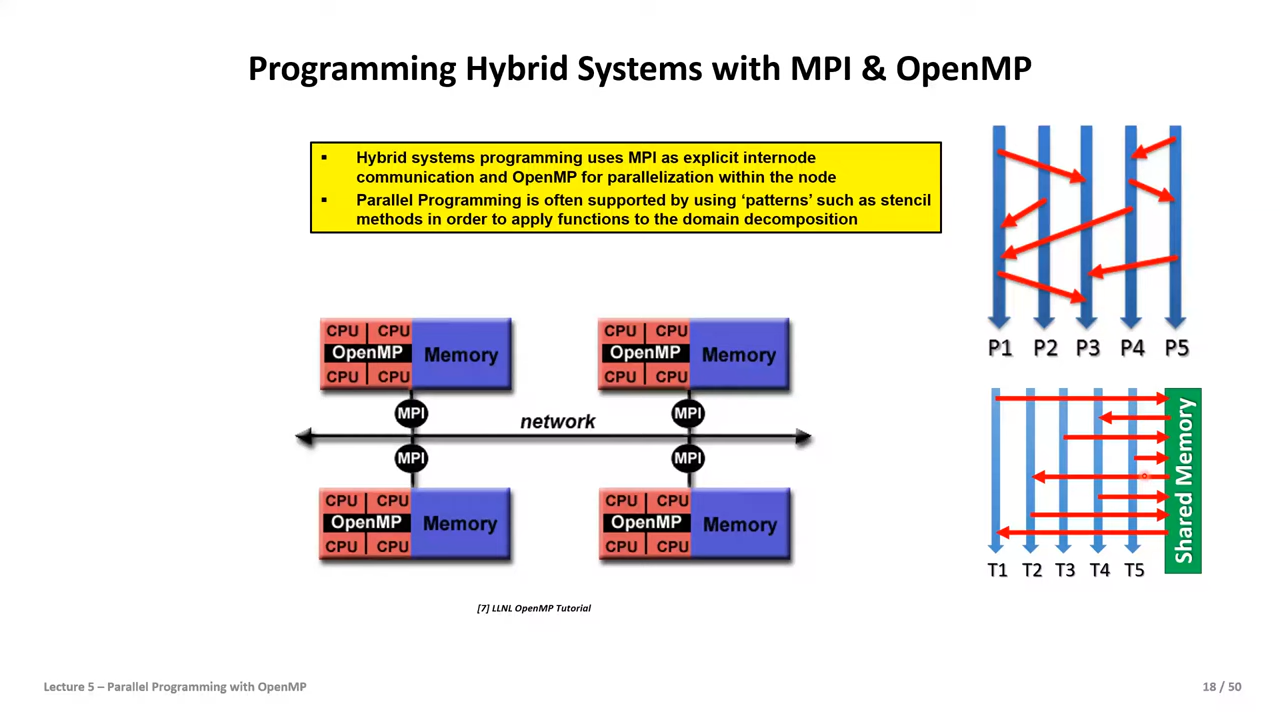 Programming Hybrid Systems with MPI & OpenMP
▪ Hybrid systems programming uses MPI as explicit internode
communication and OpenMP for parallelization within the node
▪ Parallel Programming is often supported by using ‘patterns’ such as stencil
methods in order to apply functions to the domain decomposition
P1 P2 P3 P4 P5
CPU CPU
OpenMP Memory
CPU CPU
CPU CPU
OpenMP Memory
CPU CPU
MPI
MPI
network
MPI
MPI
CPU CPU
OpenMP Memory
CPU CPU
CPU CPU
OpenMP Memory
CPU CPU
Shared Memory
T1 T2 T3 T4 T5
[7] LLNL OpenMP Tutorial
Lecture 5 – Parallel Programming with OpenMP
18 / 50